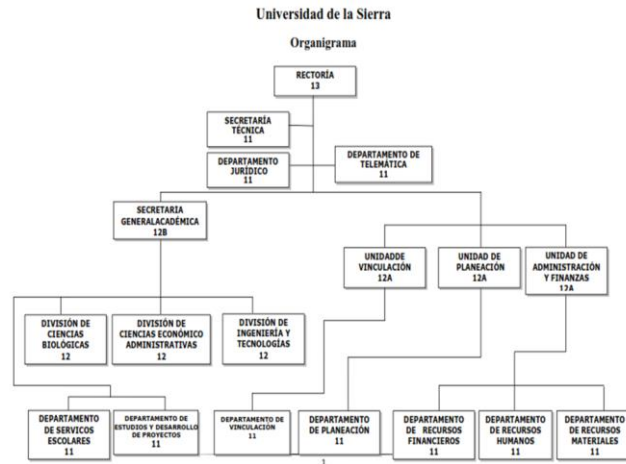 Universidad de la Sierra
Organigrama
RECTORÍA
13
SECRETARÍA
TÉCNICA
11
DEPARTAMENTO
JURÍDICO
11
DEPARTAMENTO DE
TELEMÁTICA
11
SECRETARIA
GENERALACADÉMICA
12B
UNIDADDE
VINCULACIÓN
12A
UNIDAD DE
PLANEACIÓN
12A
UNIDAD DE
ADMINISTRACIÓN
Y FINANZAS
12A
DIVISIÓN DE
CIENCIAS
BIOLÓGICAS
12
DIVISIÓN DE
CIENCIAS ECONÓMICO
ADMINISTRATIVAS
12
DIVISIÓN DE
INGENIERÍA Y
TECNOLOGÍAS
12
DEPARTAMENTO
DE SERVICOS
ESCOLARES
11
DEPARTAMENTO DE
ESTUDIOS Y DESARROLLO
DE PROYECTOS
11
DEPARTAMENTO DE
VINCULACIÓN
11
DEPARTAMENTO
DE PLANEACIÓN
11
DEPARTAMENTO
DE RECURSOS
FINANCIEROS
11
DEPARTAMENTO
DE RECURSOS
HUMANOS
11
DEPARTAMENTO
DE RECURSOS
MATERIALES
11
1